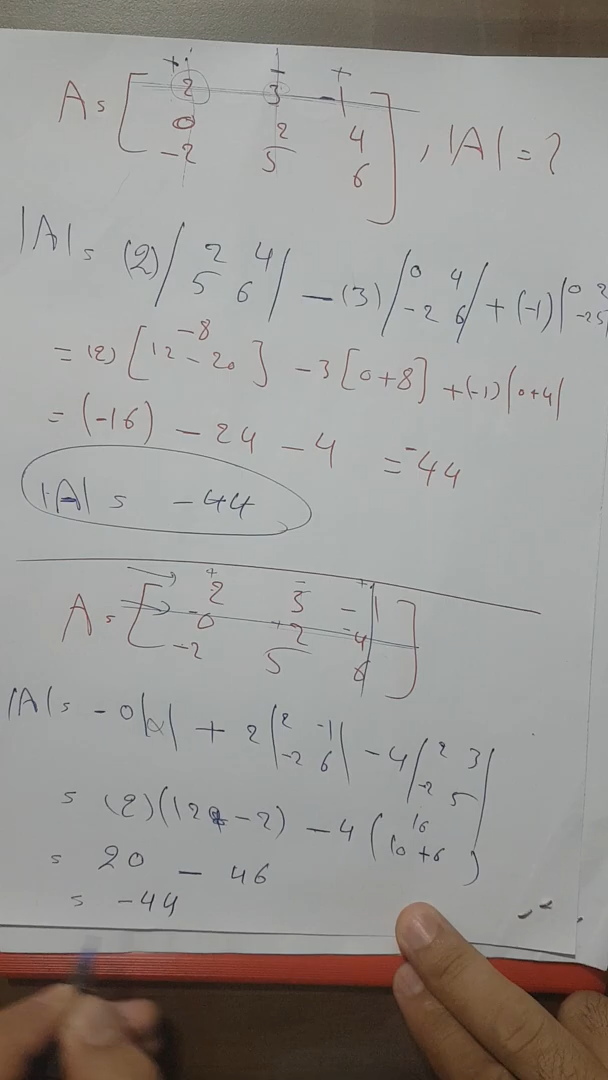 + - +
A = [ 2 3 -1
0 2 4
-2 5 6 ] , |A| = ?
|A| = (2) | 2 4 5 6 | - (3) | 0 4 -2 6 | + (-1) | 0 2 -2 5 |
= (2) [ 12 - 20 ] -8 - 3 [ 0 + 8 ] + (-1) | 0+4 |
= (-16) - 24 - 4 = -44
|A| = -44
+ - +
A = [ 2 3 -1
-0 +2 -4
-2 5 6 ]
|A| = -0 |x| + 2 | 2 -1 -2 6 | - 4 | 2 3 -2 5 |
= (2) (12 - 2) - 4 ( 10 + 6 ) 16
= 20 - 46
= -44